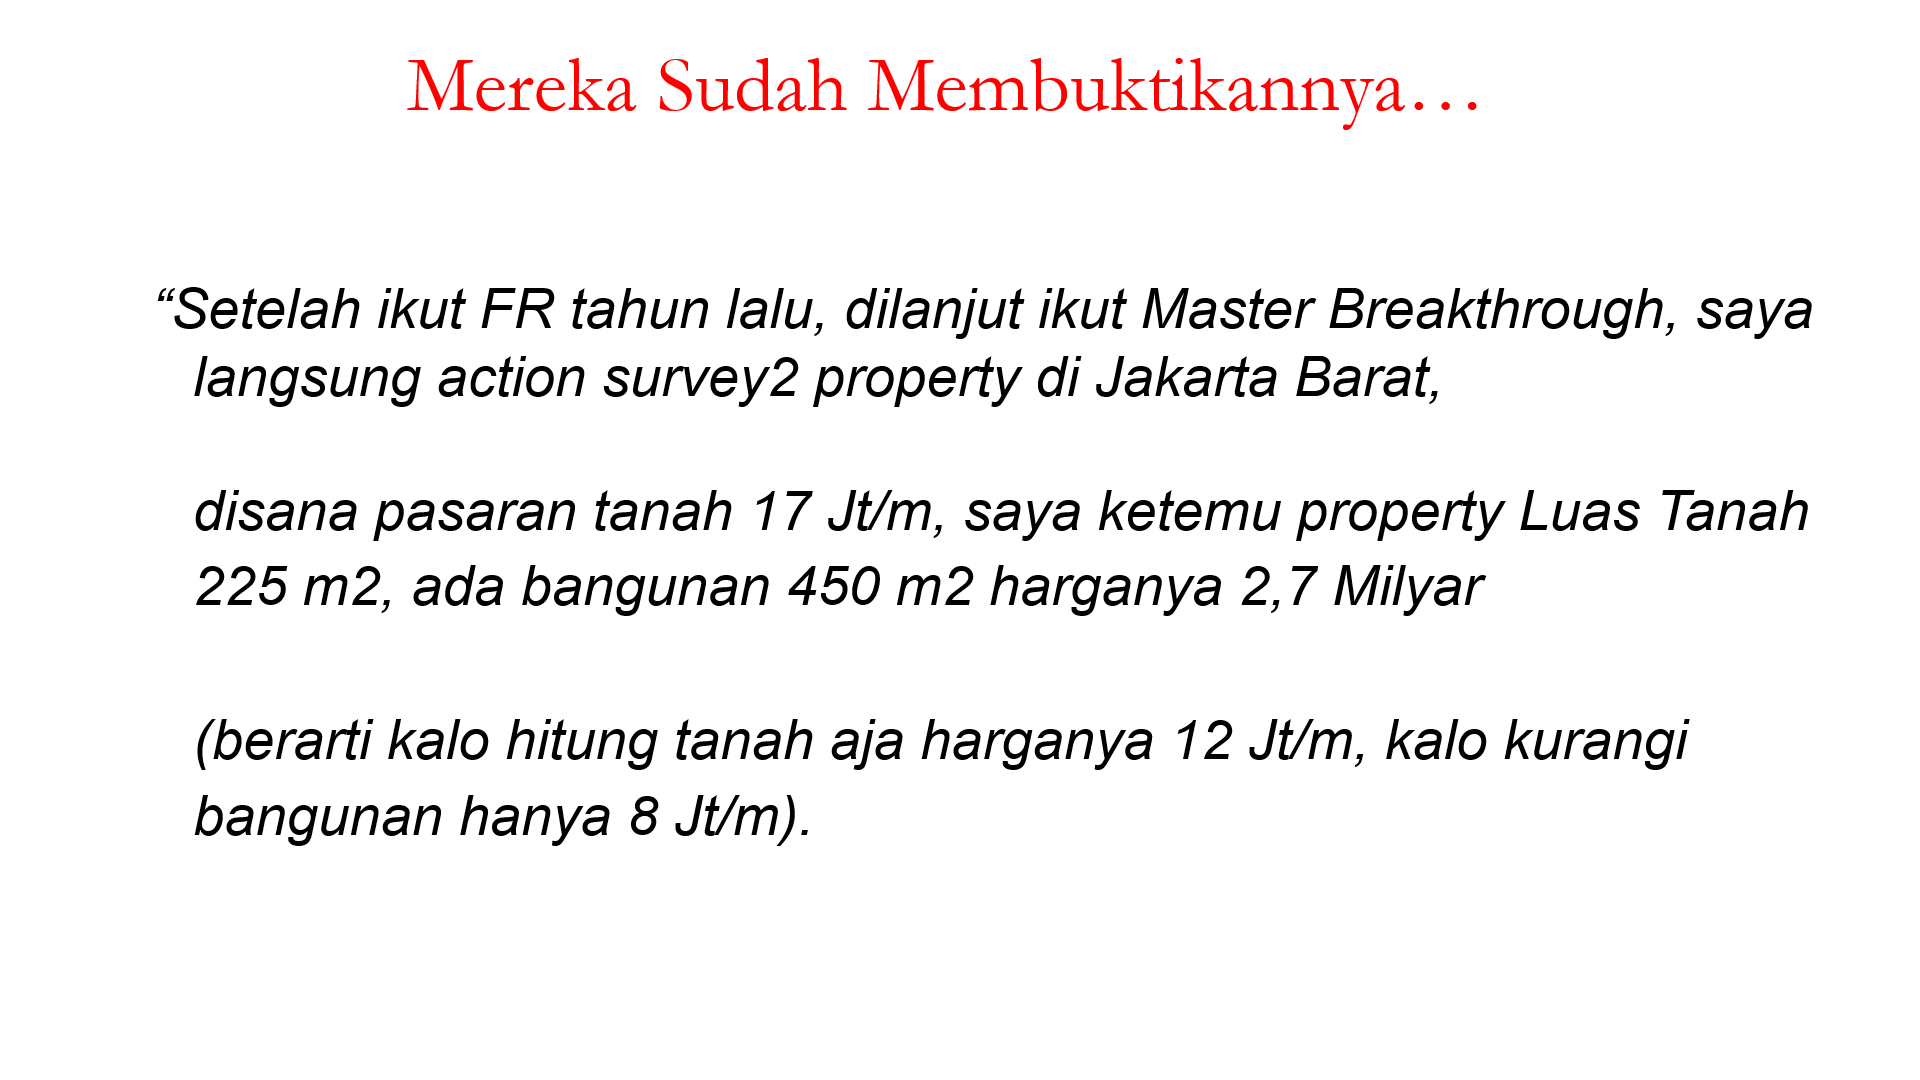 Mereka Sudah Membuktikannya…
“Setelah ikut FR tahun lalu, dilanjut ikut Master Breakthrough, saya
langsung action survey2 property di Jakarta Barat,
disana pasaran tanah 17 Jt/m, saya ketemu property Luas Tanah
225 m2, ada bangunan 450 m2 harganya 2,7 Milyar
(berarti kalo hitung tanah aja harganya 12 Jt/m, kalo kurangi
bangunan hanya 8 Jt/m).